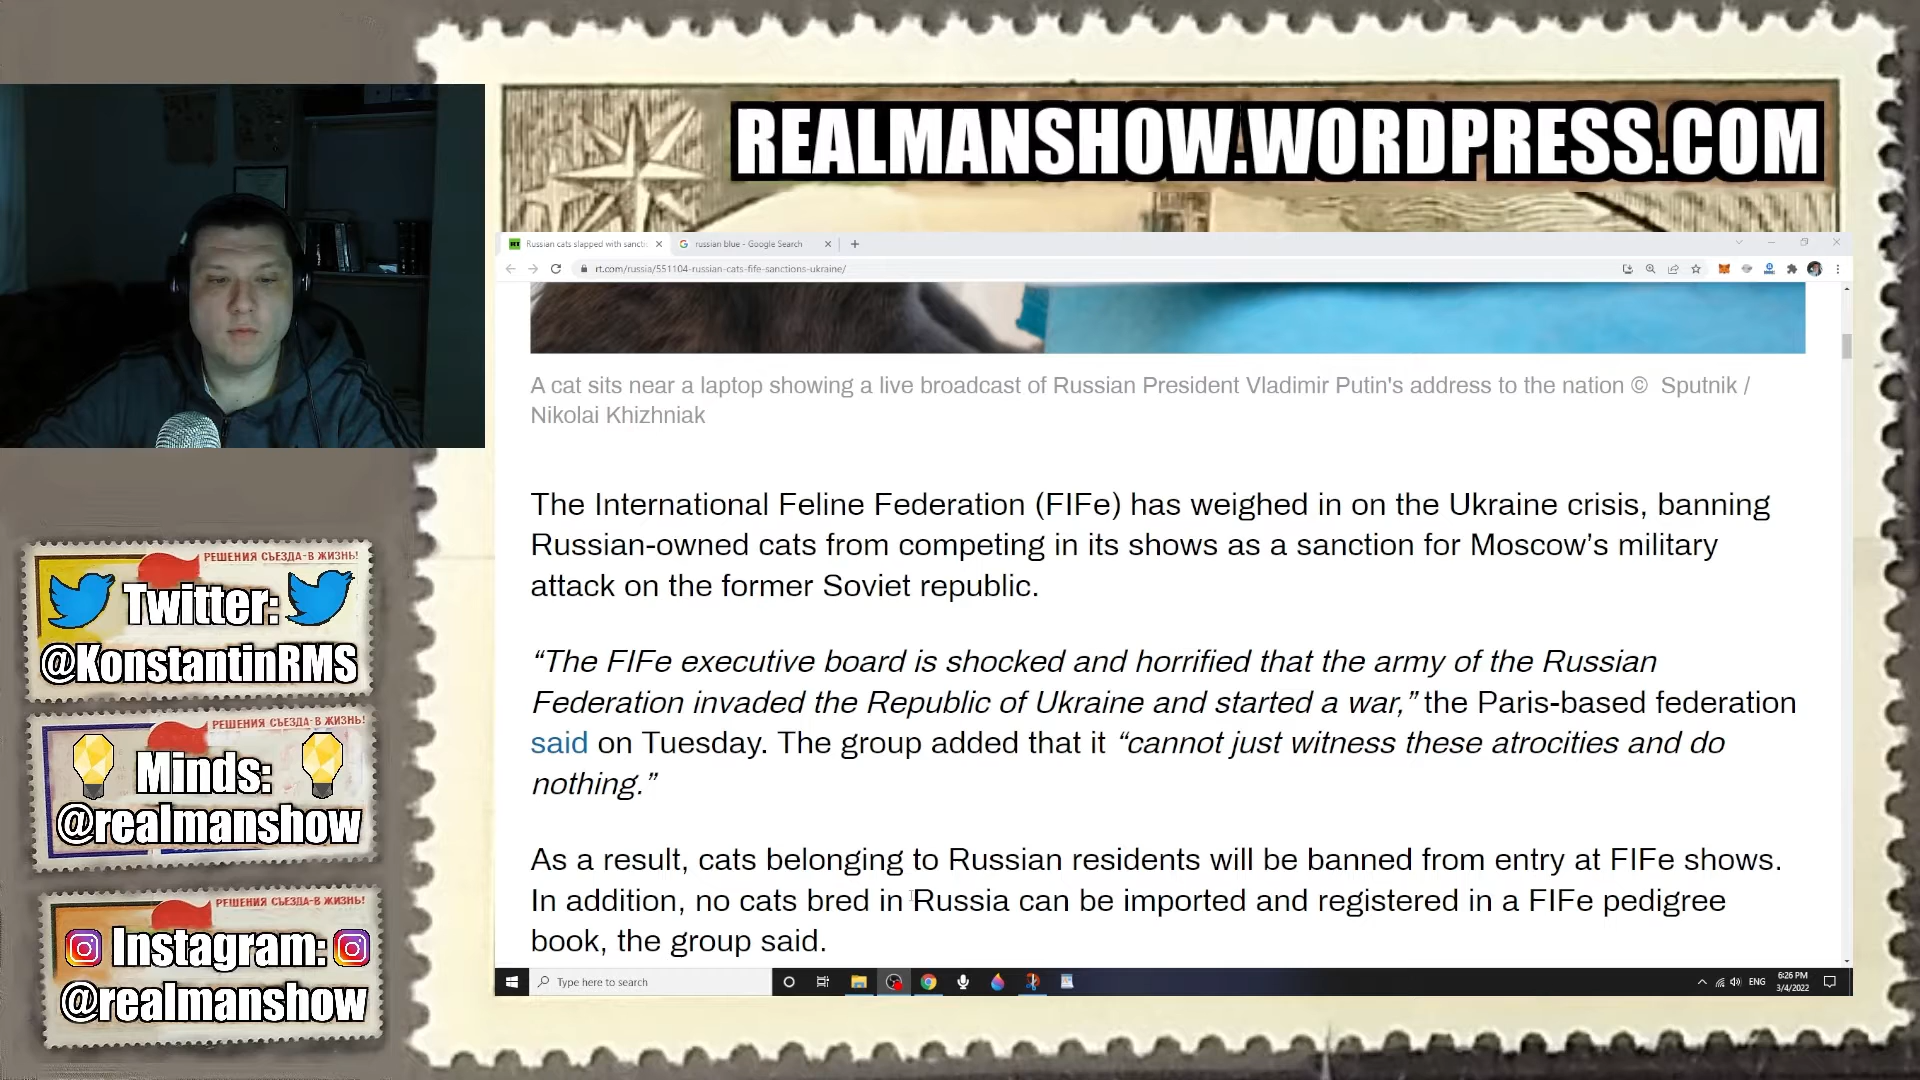 REALMANSHOW.WORDPRESS.COM
RT Russian cats slapped with sancti
russian blue - Google Search
rt.com/russia/551104-russian-cats-fife-sanctions-ukraine/
A cat sits near a laptop showing a live broadcast of Russian President Vladimir Putin's address to the nation © Sputnik /
Nikolai Khizhniak
The International Feline Federation (FIFe) has weighed in on the Ukraine crisis, banning
Russian-owned cats from competing in its shows as a sanction for Moscow’s military
attack on the former Soviet republic.
“The FIFe executive board is shocked and horrified that the army of the Russian
Federation invaded the Republic of Ukraine and started a war,” the Paris-based federation
said on Tuesday. The group added that it “cannot just witness these atrocities and do
nothing.”
As a result, cats belonging to Russian residents will be banned from entry at FIFe shows.
In addition, no cats bred in Russia can be imported and registered in a FIFe pedigree
book, the group said.
Type here to search
ENG
6:26 PM
3/4/2022
РЕШЕНИЯ СЪЕЗДА-В ЖИЗНЬ!
Twitter:
@KonstantinRMS
РЕШЕНИЯ СЪЕЗДА-В ЖИЗНЬ!
Minds:
@realmanshow
РЕШЕНИЯ СЪЕЗДА-В ЖИЗНЬ!
Instagram:
@realmanshow